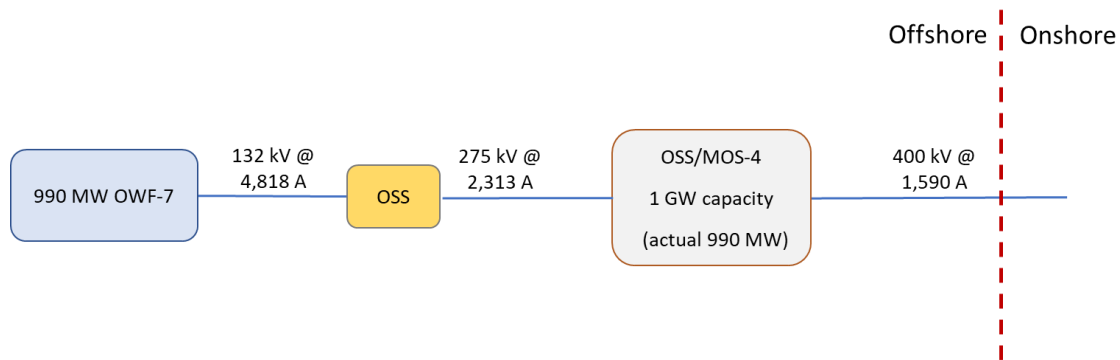 Offshore
Onshore
990 MW OWF-7
132 kV @
4,818 A
OSS
275 kV @
2,313 A
OSS/MOS-4
1 GW capacity
(actual 990 MW)
400 kV @
1,590 A